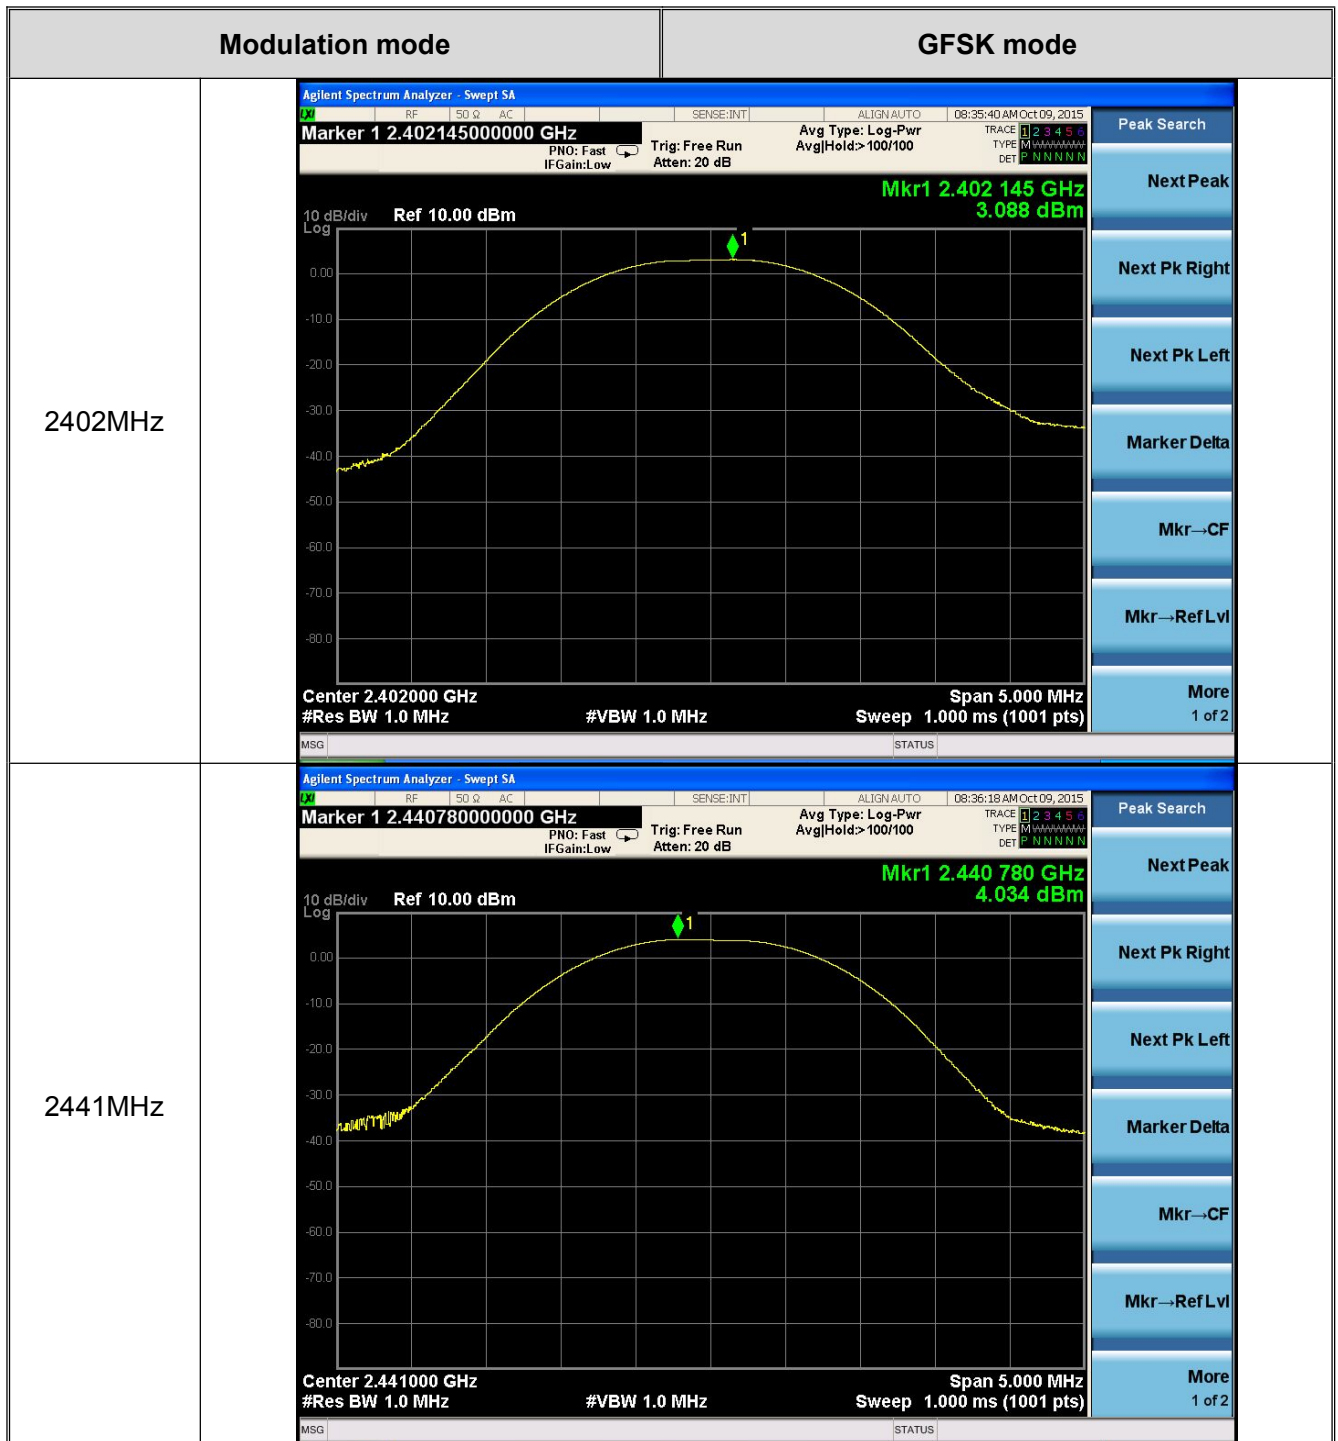 Modulation mode
GFSK mode
2402MHz
Agilent Spectrum Analyzer - Swept SA
LXI RF 50 Ω AC SENSE:INT ALIGN AUTO 08:35:40 AM Oct 09, 2015
Marker 1 2.402145000000 GHz
PNO: Fast
IFGain:Low
Trig: Free Run
Atten: 20 dB
Avg Type: Log-Pwr
Avg|Hold:>100/100
TRACE 1 2 3 4 5 6
TYPE M
DET P N N N N N
Mkr1 2.402 145 GHz
3.088 dBm
10 dB/div Ref 10.00 dBm
Log
1
0.00
-10.0
-20.0
-30.0
-40.0
-50.0
-60.0
-70.0
-80.0
Center 2.402000 GHz Span 5.000 MHz
#Res BW 1.0 MHz #VBW 1.0 MHz Sweep 1.000 ms (1001 pts)
MSG STATUS
Peak Search
Next Peak
Next Pk Right
Next Pk Left
Marker Delta
Mkr→CF
Mkr→Ref Lvl
More
1 of 2
2441MHz
Agilent Spectrum Analyzer - Swept SA
LXI RF 50 Ω AC SENSE:INT ALIGN AUTO 08:36:18 AM Oct 09, 2015
Marker 1 2.440780000000 GHz
PNO: Fast
IFGain:Low
Trig: Free Run
Atten: 20 dB
Avg Type: Log-Pwr
Avg|Hold:>100/100
TRACE 1 2 3 4 5 6
TYPE M
DET P N N N N N
Mkr1 2.440 780 GHz
4.034 dBm
10 dB/div Ref 10.00 dBm
Log
1
0.00
-10.0
-20.0
-30.0
-40.0
-50.0
-60.0
-70.0
-80.0
Center 2.441000 GHz Span 5.000 MHz
#Res BW 1.0 MHz #VBW 1.0 MHz Sweep 1.000 ms (1001 pts)
MSG STATUS
Peak Search
Next Peak
Next Pk Right
Next Pk Left
Marker Delta
Mkr→CF
Mkr→Ref Lvl
More
1 of 2